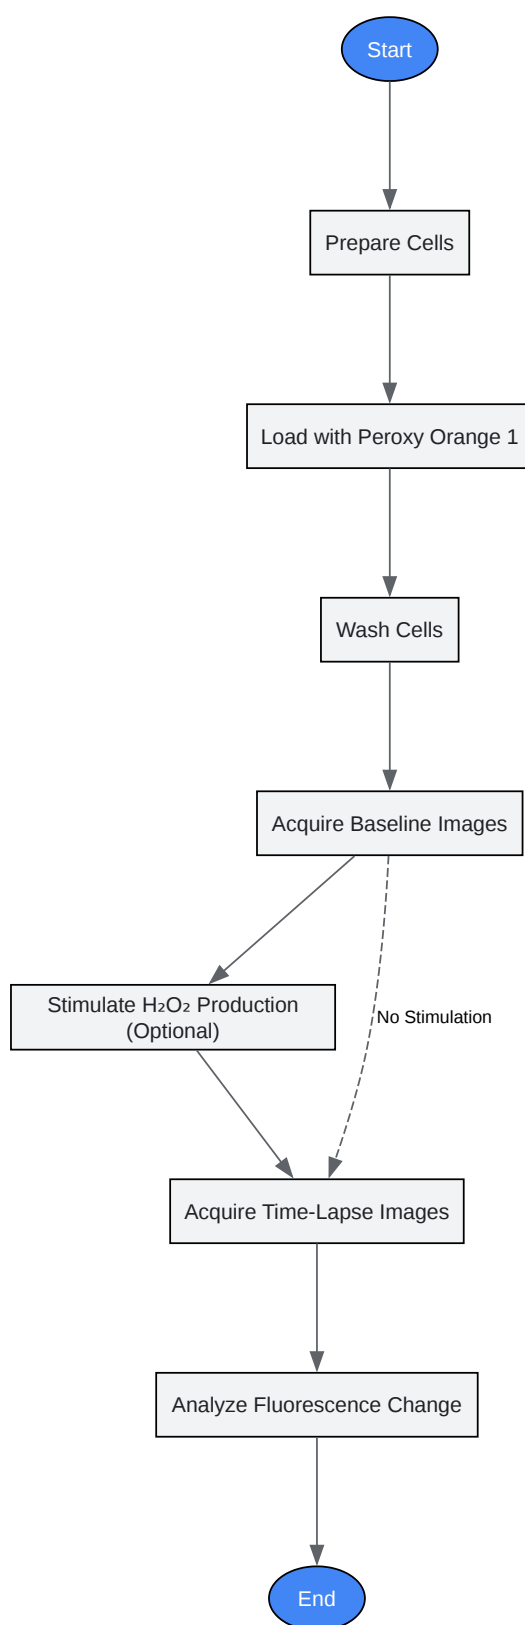 Start
Prepare Cells
Load with Peroxy Orange 1
Wash Cells
Acquire Baseline Images
Stimulate H₂O₂ Production
(Optional)
No Stimulation
Acquire Time-Lapse Images
Analyze Fluorescence Change
End